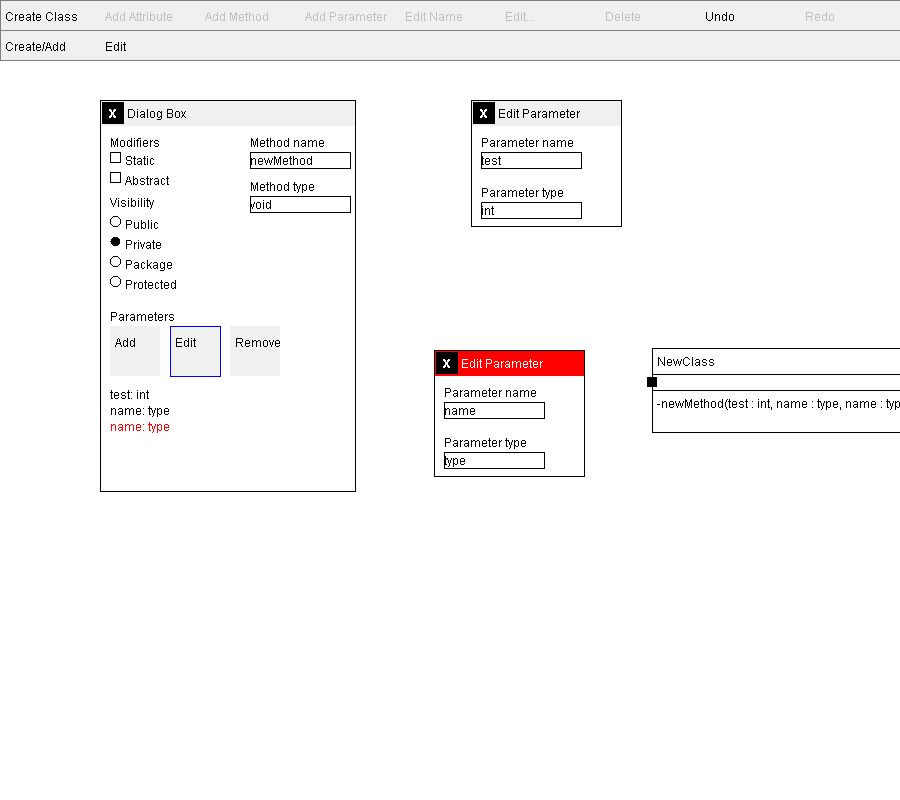 Create Class Add Attribute Add Method Add Parameter Edit Name Edit... Delete Undo Redo
Create/Add Edit
X Dialog Box
Modifiers
Static
Abstract
Visibility
Public
Private
Package
Protected
Method name
newMethod
Method type
void
Parameters
Add Edit Remove
test: int
name: type
name: type
X Edit Parameter
Parameter name
test
Parameter type
int
X Edit Parameter
Parameter name
name
Parameter type
type
NewClass
-newMethod(test : int, name : type, name : typ